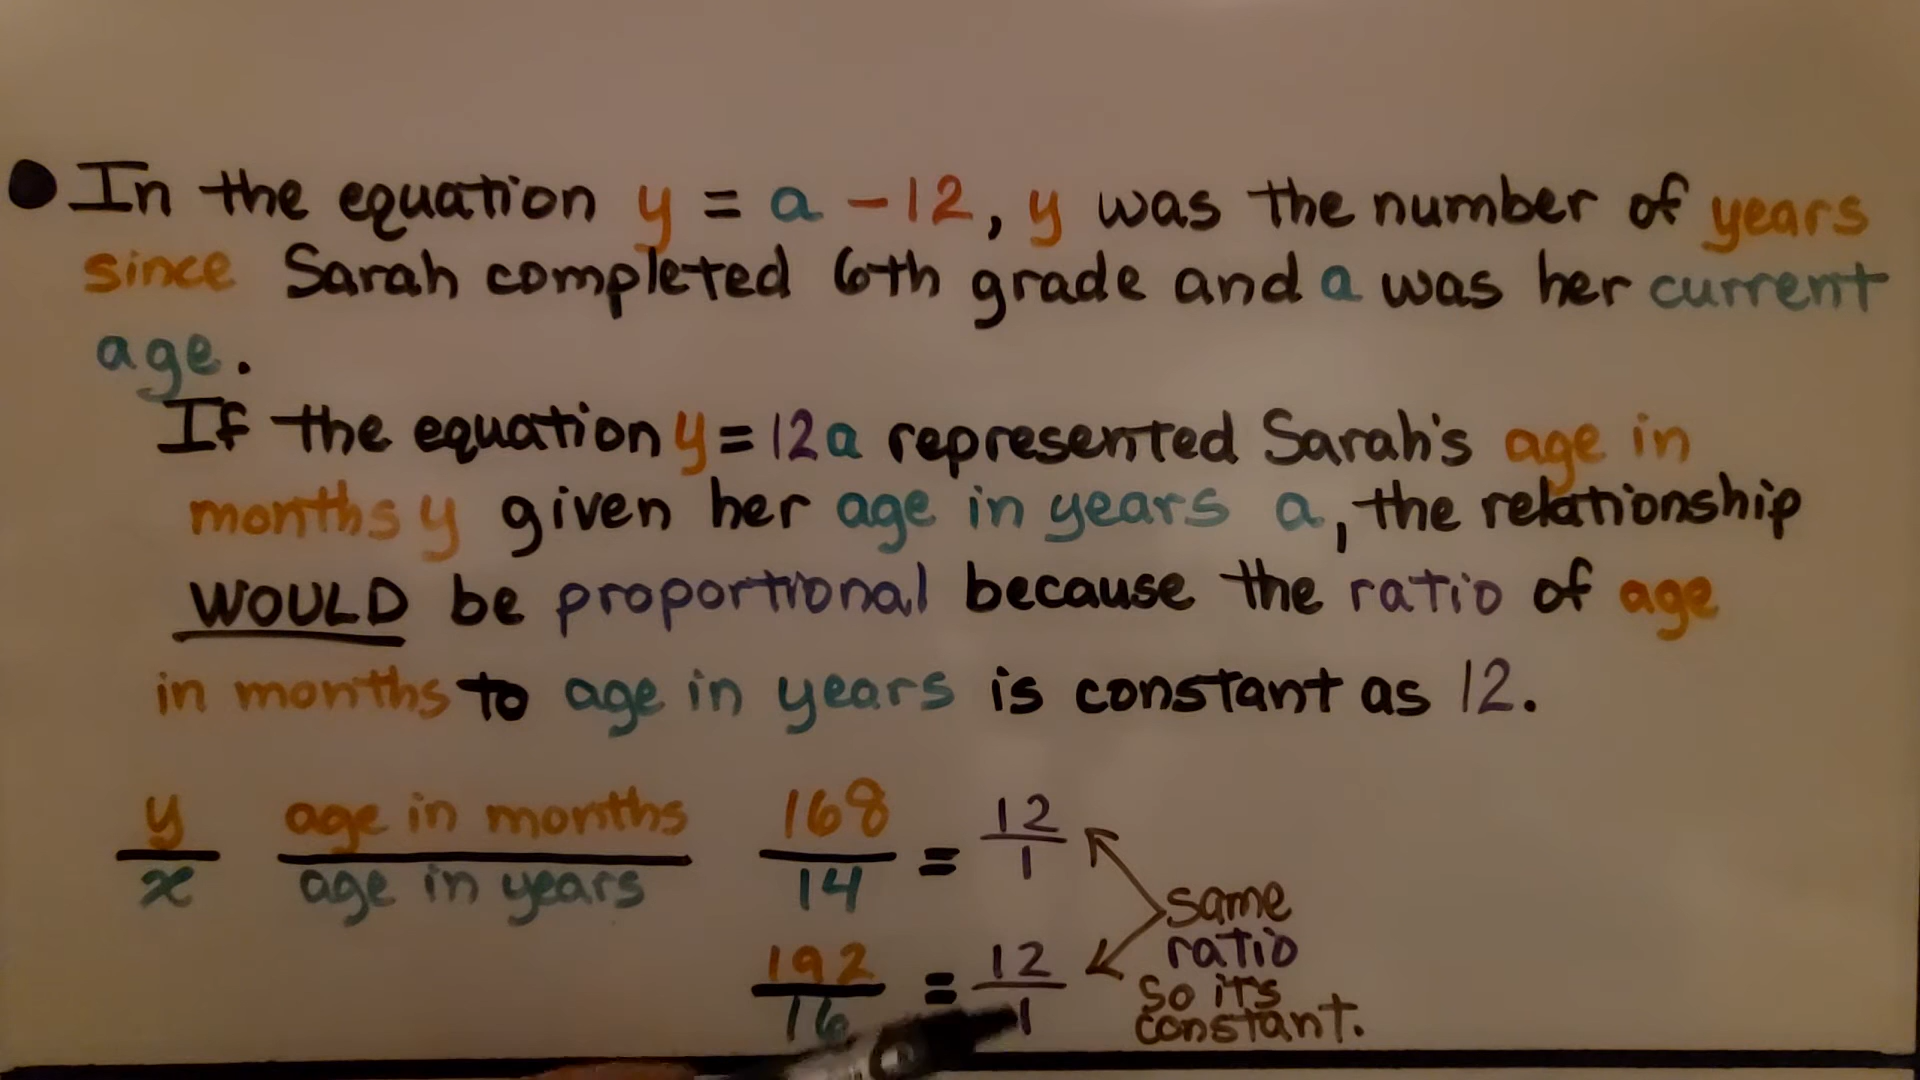 In the equation y = a - 12, y was the number of years
since Sarah completed 6th grade and a was her current
age.
If the equation y = 12a represented Sarah's age in
months y given her age in years a, the relationship
WOULD be proportional because the ratio of age
in months to age in years is constant as 12.
y/x age in months/age in years 168/14 = 12/1
same
ratio
192/16 = 12/1
so it's
constant.